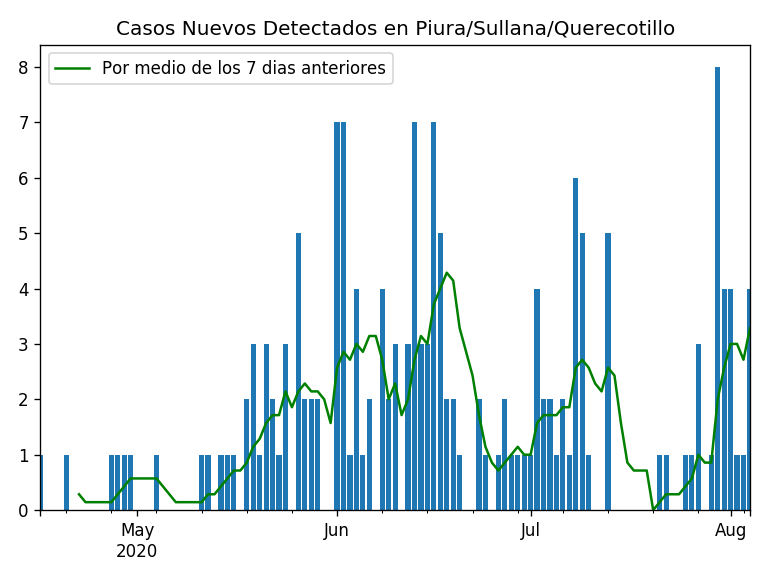 Casos Nuevos Detectados en Piura/Sullana/Querecotillo
Por medio de los 7 dias anteriores
8
7
6
5
4
3
2
1
0
May
2020
Jun
Jul
Aug